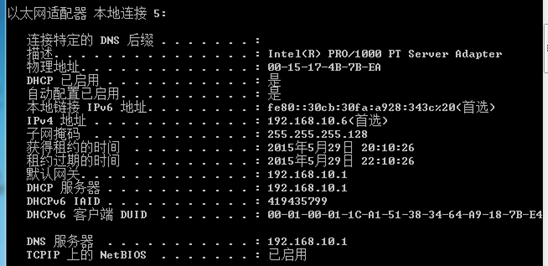 以太网适配器 本地连接 5:
连接特定的 DNS 后缀 . . . . . . . :
描述. . . . . . . . . . . . . . . : Intel(R) PRO/1000 PT Server Adapter
物理地址. . . . . . . . . . . . . : 00-15-17-4B-7B-EA
DHCP 已启用 . . . . . . . . . . . : 是
自动配置已启用. . . . . . . . . . : 是
本地链接 IPv6 地址. . . . . . . . : fe80::30cb:30fa:a928:343c%20(首选)
IPv4 地址 . . . . . . . . . . . . : 192.168.10.6(首选)
子网掩码 . . . . . . . . . . . . : 255.255.255.128
获得租约的时间 . . . . . . . . . : 2015年5月29日 20:10:26
租约过期的时间 . . . . . . . . . : 2015年5月29日 22:10:26
默认网关. . . . . . . . . . . . . : 192.168.10.1
DHCP 服务器 . . . . . . . . . . . : 192.168.10.1
DHCPv6 IAID . . . . . . . . . . . : 419435799
DHCPv6 客户端 DUID . . . . . . . : 00-01-00-01-1C-A1-51-38-34-64-A9-18-7B-E4
DNS 服务器 . . . . . . . . . . . : 192.168.10.1
TCPIP 上的 NetBIOS . . . . . . . : 已启用